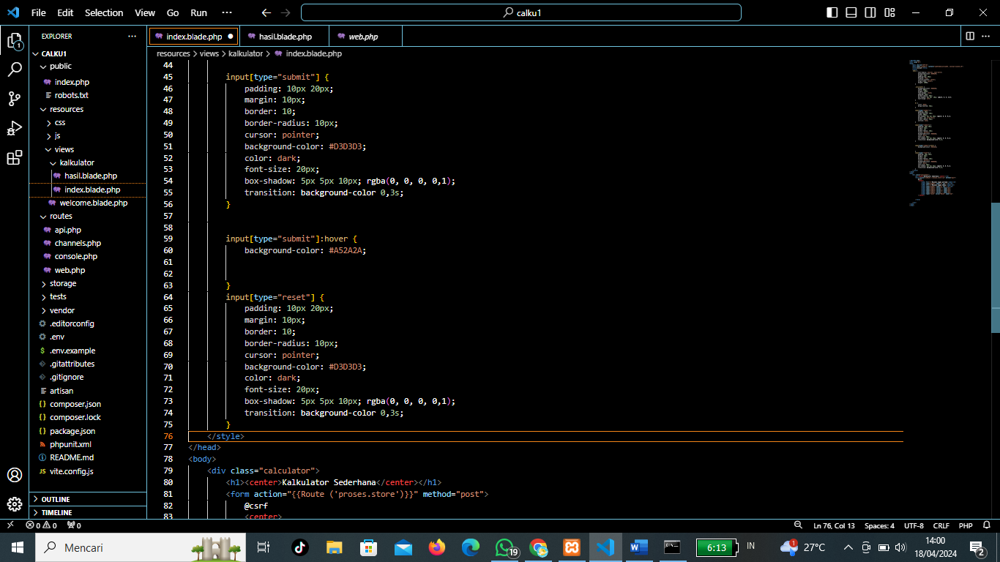 File Edit Selection View Go Run ··· calku1
EXPLORER ···
CALKU1
public
index.php
robots.txt
resources
css
js
views
kalkulator
hasil.blade.php
index.blade.php
welcome.blade.php
routes
api.php
channels.php
console.php
web.php
storage
tests
vendor
.editorconfig
.env
$ .env.example
.gitattributes
.gitignore
artisan
{} composer.json
{} composer.lock
{} package.json
phpunit.xml
README.md
JS vite.config.js
OUTLINE
TIMELINE
index.blade.php hasil.blade.php web.php
resources > views > kalkulator > index.blade.php
44
45 input[type="submit"] {
46 padding: 10px 20px;
47 margin: 10px;
48 border: 10;
49 border-radius: 10px;
50 cursor: pointer;
51 background-color: #D3D3D3;
52 color: dark;
53 font-size: 20px;
54 box-shadow: 5px 5px 10px; rgba(0, 0, 0, 0,1);
55 transition: background-color 0,3s;
56 }
57
58
59 input[type="submit"]:hover {
60 background-color: #A52A2A;
61
62
63 }
64 input[type="reset"] {
65 padding: 10px 20px;
66 margin: 10px;
67 border: 10;
68 border-radius: 10px;
69 cursor: pointer;
70 background-color: #D3D3D3;
71 color: dark;
72 font-size: 20px;
73 box-shadow: 5px 5px 10px; rgba(0, 0, 0, 0,1);
74 transition: background-color 0,3s;
75 }
76 </style>
77 </head>
78 <body>
79 <div class="calculator">
80 <h1><center>Kalkulator Sederhana</center></h1>
81 <form action="{{Route ('proses.store')}}" method="post">
82 @csrf
83 <center>
0 0 0 Ln 76, Col 13 Spaces: 4 UTF-8 CRLF PHP
Mencari 19 6:13 IN 1 27°C 14:00
18/04/2024 2